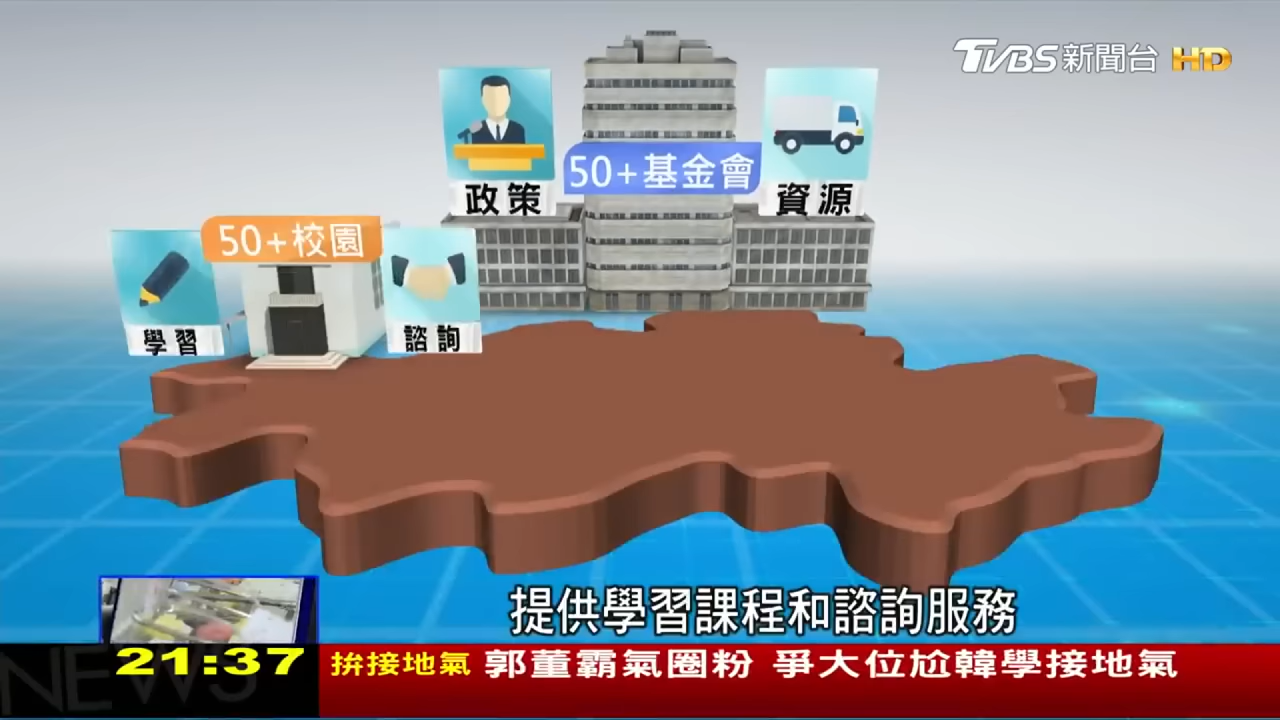 TVBS新聞台 HD
政策
50+基金會
資源
50+校園
學習
諮詢
提供學習課程和諮詢服務
NEWS
21:37
拚接地氣 郭董霸氣圈粉 爭大位尬韓學接地氣